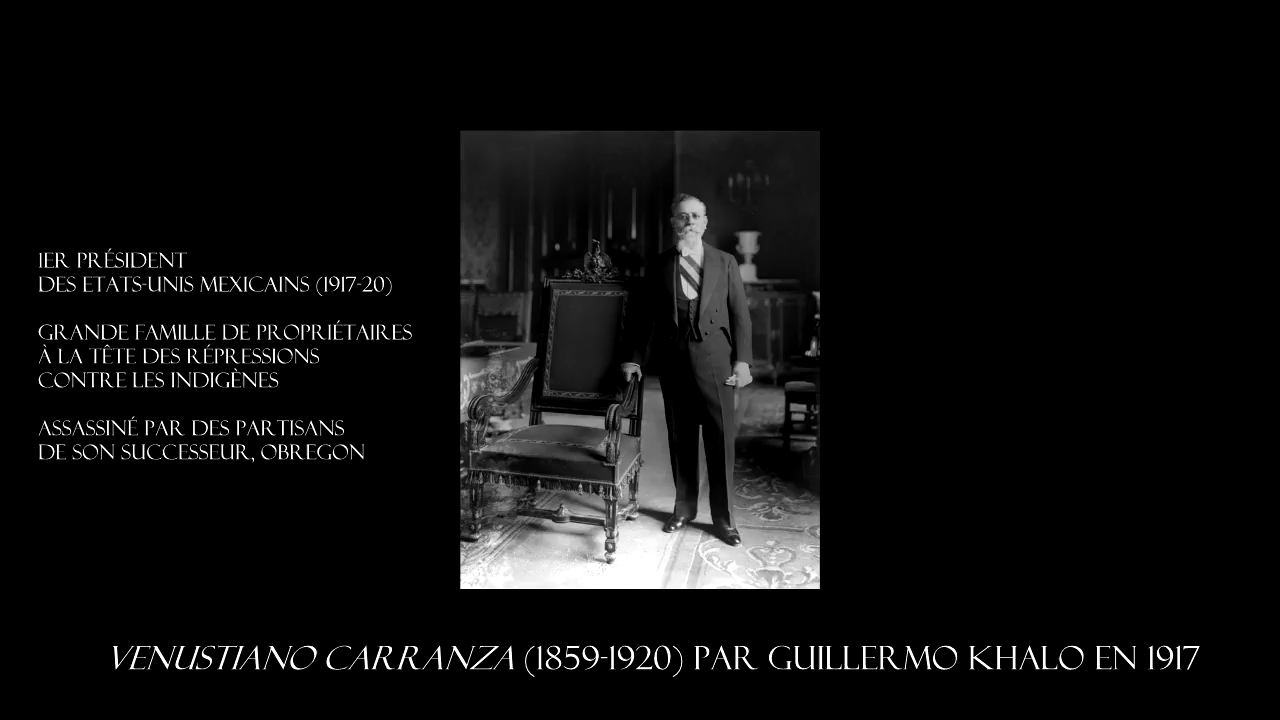 1ER PRÉSIDENT
DES ETATS-UNIS MEXICAINS (1917-20)
GRANDE FAMILLE DE PROPRIÉTAIRES
À LA TÊTE DES RÉPRESSIONS
CONTRE LES INDIGÈNES
ASSASSINÉ PAR DES PARTISANS
DE SON SUCCESSEUR, OBREGON
VENUSTIANO CARRANZA (1859-1920) PAR GUILLERMO KHALO EN 1917